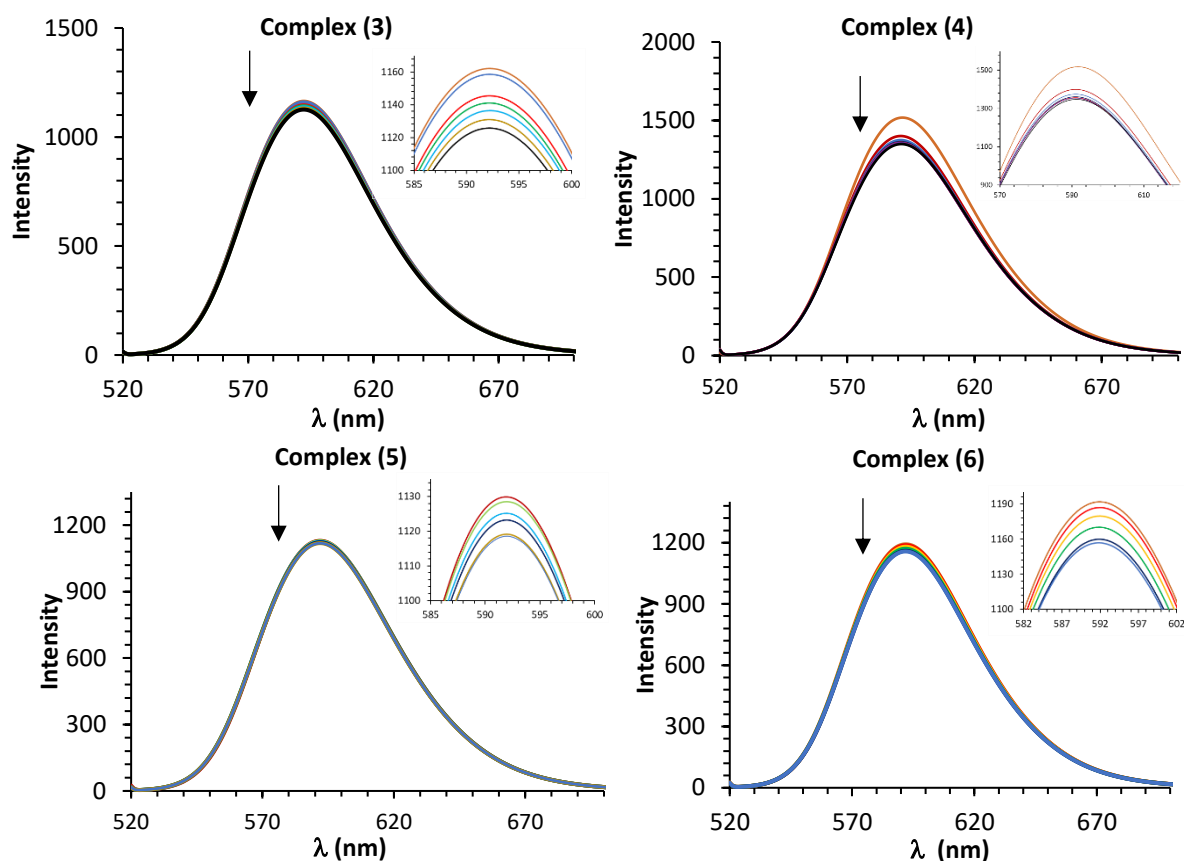 Complex (3)
Intensity
1500
1000
500
0
520 570 620 670
λ (nm)
1160
1140
1120
1100
585 590 595 600
Complex (4)
Intensity
2000
1500
1000
500
0
520 570 620 670
λ (nm)
1500
1300
1100
900
570 590 610
Complex (5)
Intensity
1200
900
600
300
0
520 570 620 670
λ (nm)
1130
1120
1110
1100
585 590 595 600
Complex (6)
Intensity
1200
900
600
300
0
520 570 620 670
λ (nm)
1190
1160
1130
1100
582 587 592 597 602